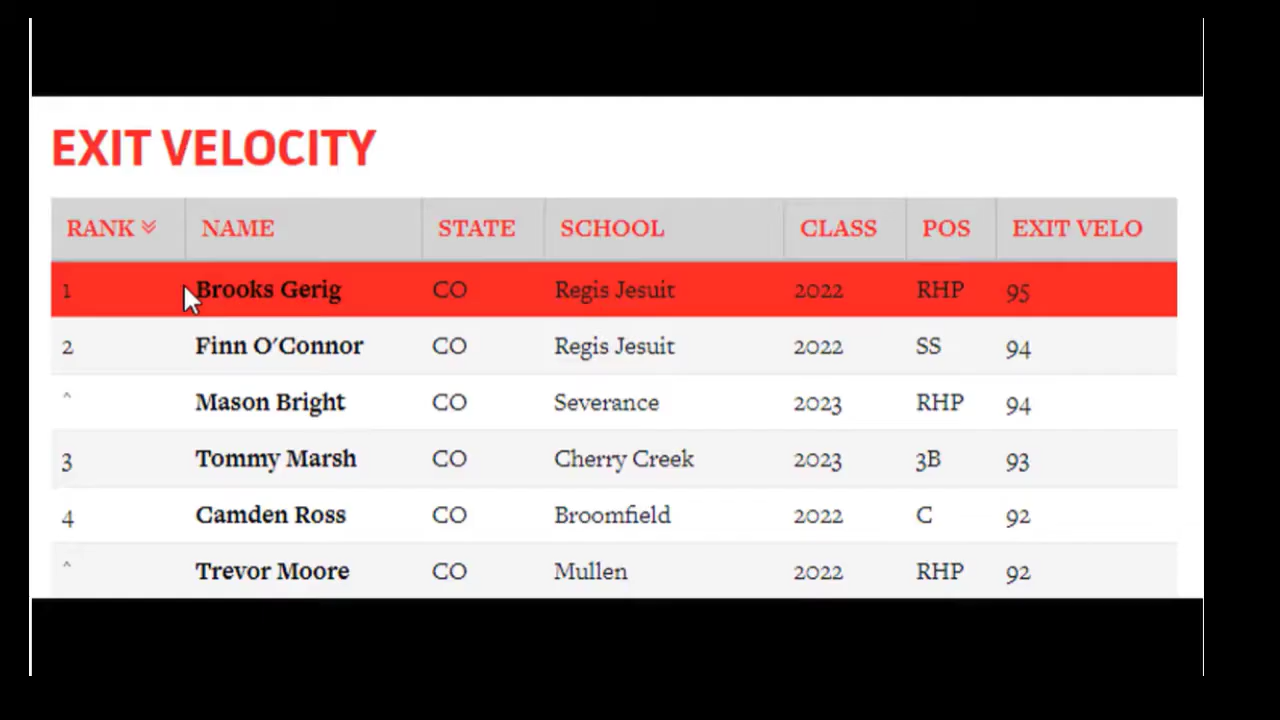 EXIT VELOCITY
RANK NAME STATE SCHOOL CLASS POS EXIT VELO
1 Brooks Gerig CO Regis Jesuit 2022 RHP 95
2 Finn O'Connor CO Regis Jesuit 2022 SS 94
^ Mason Bright CO Severance 2023 RHP 94
3 Tommy Marsh CO Cherry Creek 2023 3B 93
4 Camden Ross CO Broomfield 2022 C 92
^ Trevor Moore CO Mullen 2022 RHP 92